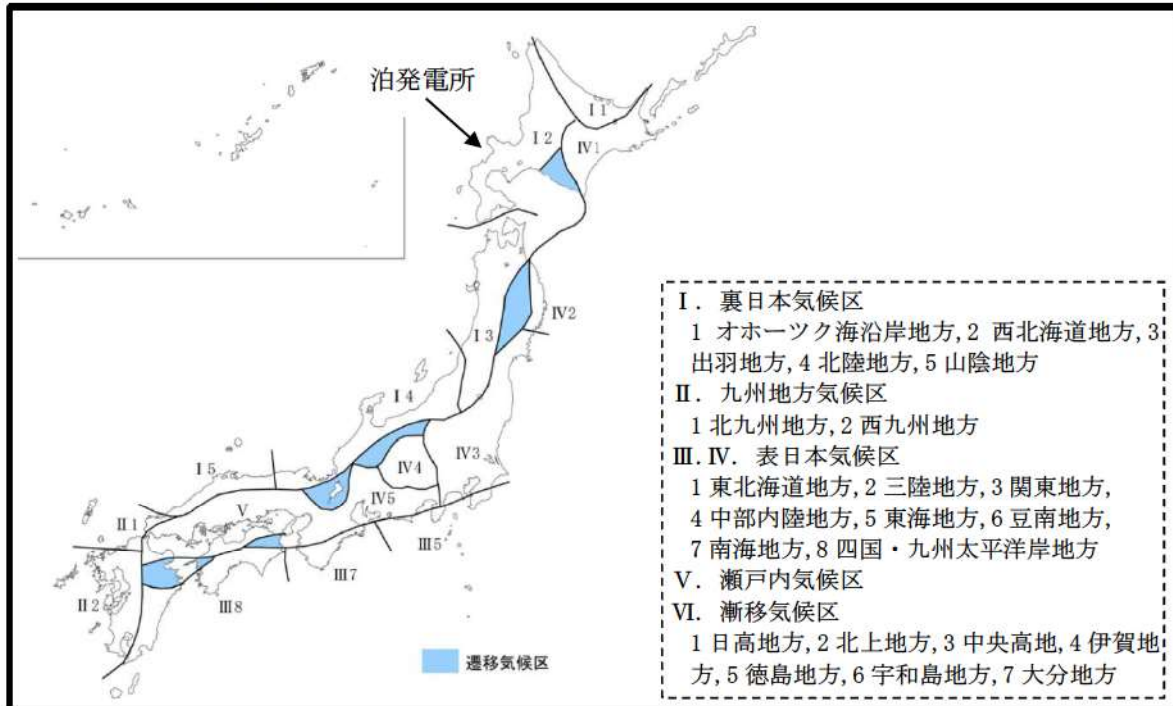 泊発電所
Ⅰ1
Ⅰ2
Ⅳ1
Ⅳ2
Ⅰ3
Ⅰ4
Ⅳ3
Ⅳ4
Ⅰ5
Ⅳ5
Ⅴ
Ⅱ1
Ⅲ5
Ⅲ7
Ⅱ2
Ⅲ8
遷移気候区
Ⅰ. 裏日本気候区
1 オホーツク海沿岸地方, 2 西北海道地方, 3
出羽地方, 4 北陸地方, 5 山陰地方
Ⅱ. 九州地方気候区
1 北九州地方, 2 西九州地方
Ⅲ.Ⅳ. 表日本気候区
1 東北海道地方, 2 三陸地方, 3 関東地方,
4 中部内陸地方, 5 東海地方, 6 豆南地方,
7 南海地方, 8 四国・九州太平洋岸地方
Ⅴ. 瀬戸内気候区
Ⅵ. 漸移気候区
1 日高地方, 2 北上地方, 3 中央高地, 4 伊賀地
方, 5 徳島地方, 6 宇和島地方, 7 大分地方